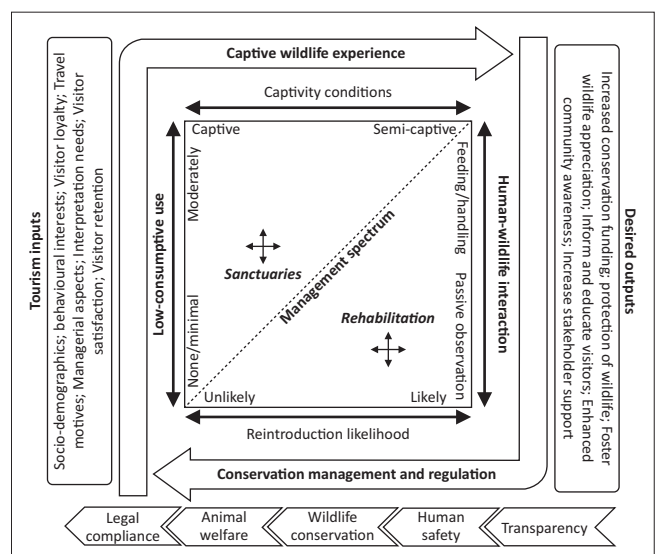 Captive wildlife experience
Tourism inputs
Socio-demographics; behavioural interests; Visitor loyalty; Travel
motives; Managerial aspects; Interpretation needs; Visitor
satisfaction; Visitor retention
Captivity conditions
Captive
Semi-captive
Low-consumptive use
Moderately
None/minimal
Sanctuaries
Management spectrum
Rehabilitation
Feeding/handling
Passive observation
Human-wildlife interaction
Unlikely
Likely
Reintroduction likelihood
Desired outputs
Increased conservation funding; protection of wildlife; Foster
wildlife appreciation; Inform and educate visitors; Enhanced
community awareness; Increase stakeholder support
Conservation management and regulation
Legal
compliance
Animal
welfare
Wildlife
conservation
Human
safety
Transparency